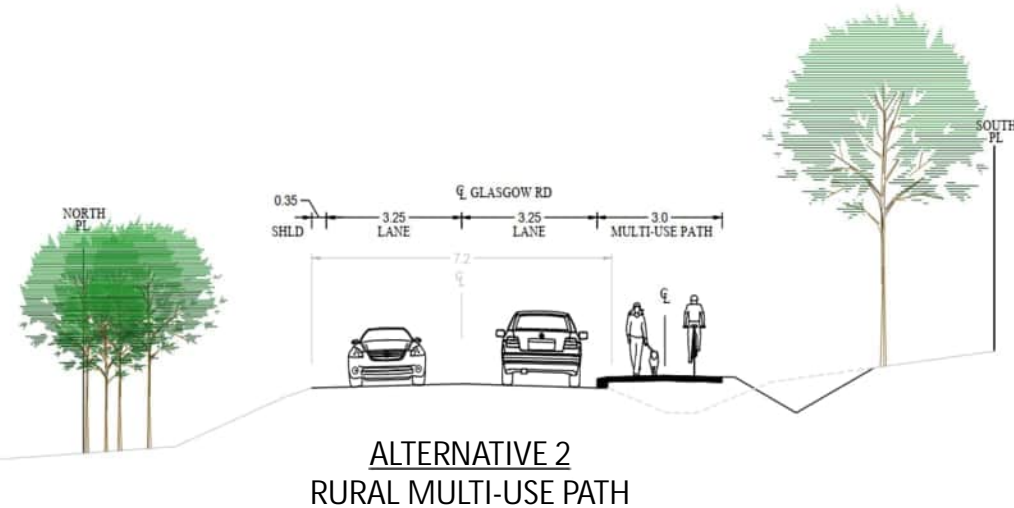 SOUTH
PL
℄ GLASGOW RD
0.35
3.25
3.25
3.0
SHLD
LANE
LANE
MULTI-USE PATH
NORTH
PL
7.2
℄
℄
ALTERNATIVE 2
RURAL MULTI-USE PATH